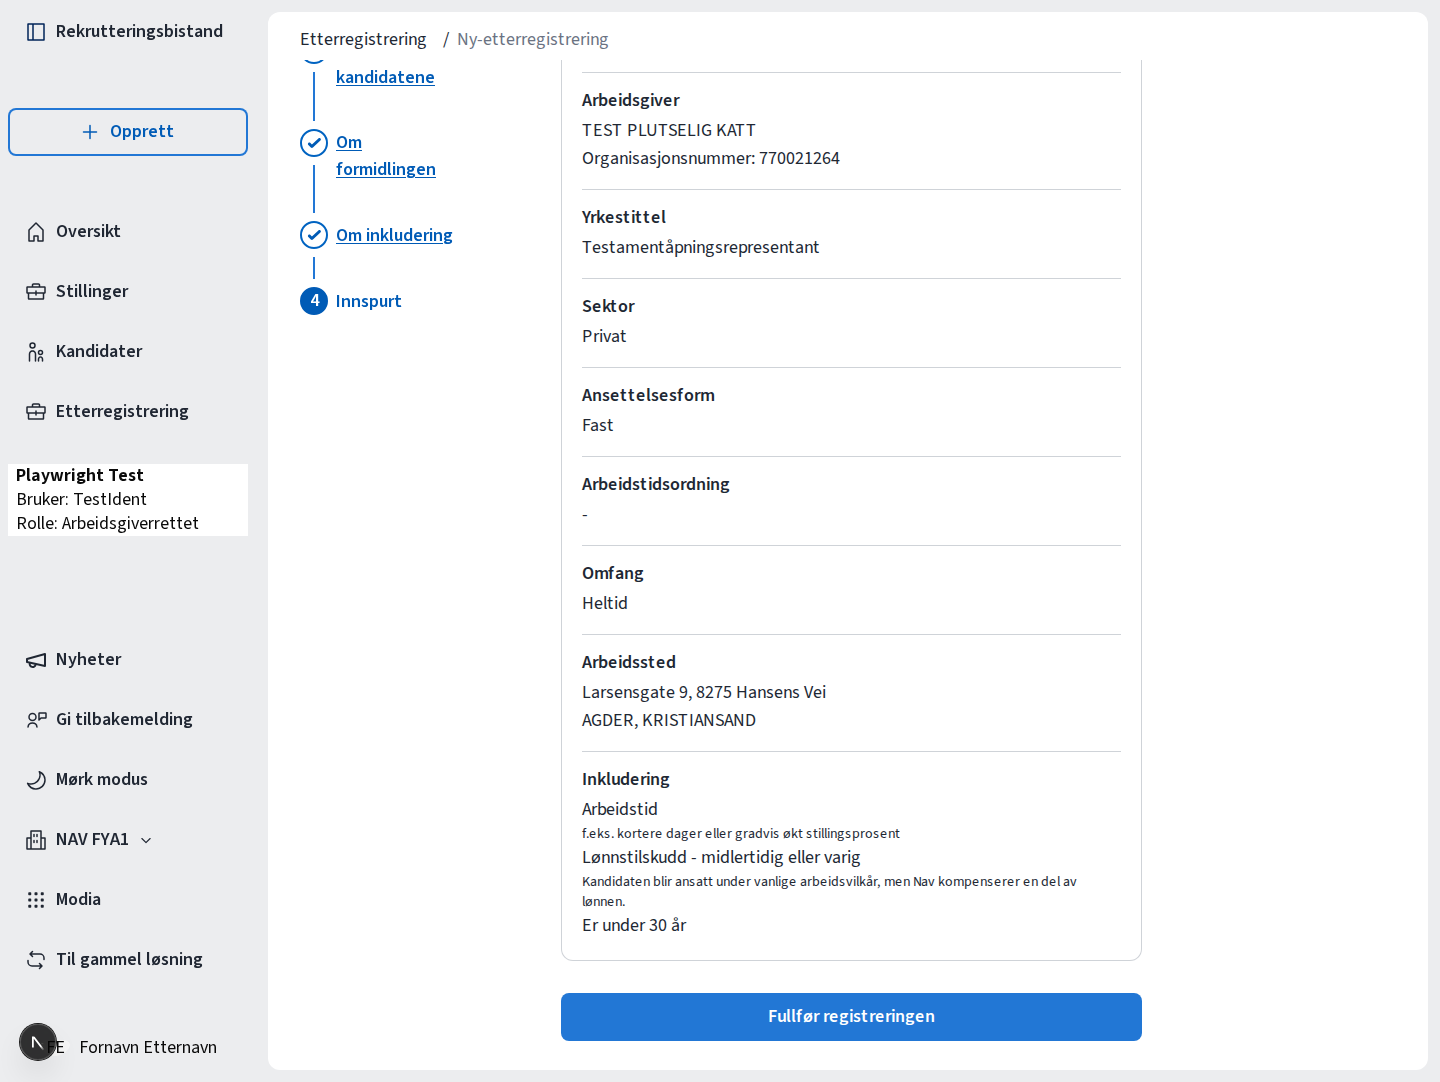 Rekrutteringsbistand
Opprett
Oversikt
Stillinger
Kandidater
Etterregistrering
Playwright Test
Bruker: TestIdent
Rolle: Arbeidsgiverrettet
Nyheter
Gi tilbakemelding
Mørk modus
NAV FYA1
Modia
Til gammel løsning
FE Fornavn Etternavn
Etterregistrering / Ny-etterregistrering
kandidatene
Om
formidlingen
Om inkludering
4 Innspurt
Arbeidsgiver
TEST PLUTSELIG KATT
Organisasjonsnummer: 770021264
Yrkestittel
Testamentåpningsrepresentant
Sektor
Privat
Ansettelsesform
Fast
Arbeidstidsordning
-
Omfang
Heltid
Arbeidssted
Larsensgate 9, 8275 Hansens Vei
AGDER, KRISTIANSAND
Inkludering
Arbeidstid
f.eks. kortere dager eller gradvis økt stillingsprosent
Lønnstilskudd - midlertidig eller varig
Kandidaten blir ansatt under vanlige arbeidsvilkår, men Nav kompenserer en del av
lønnen.
Er under 30 år
Fullfør registreringen